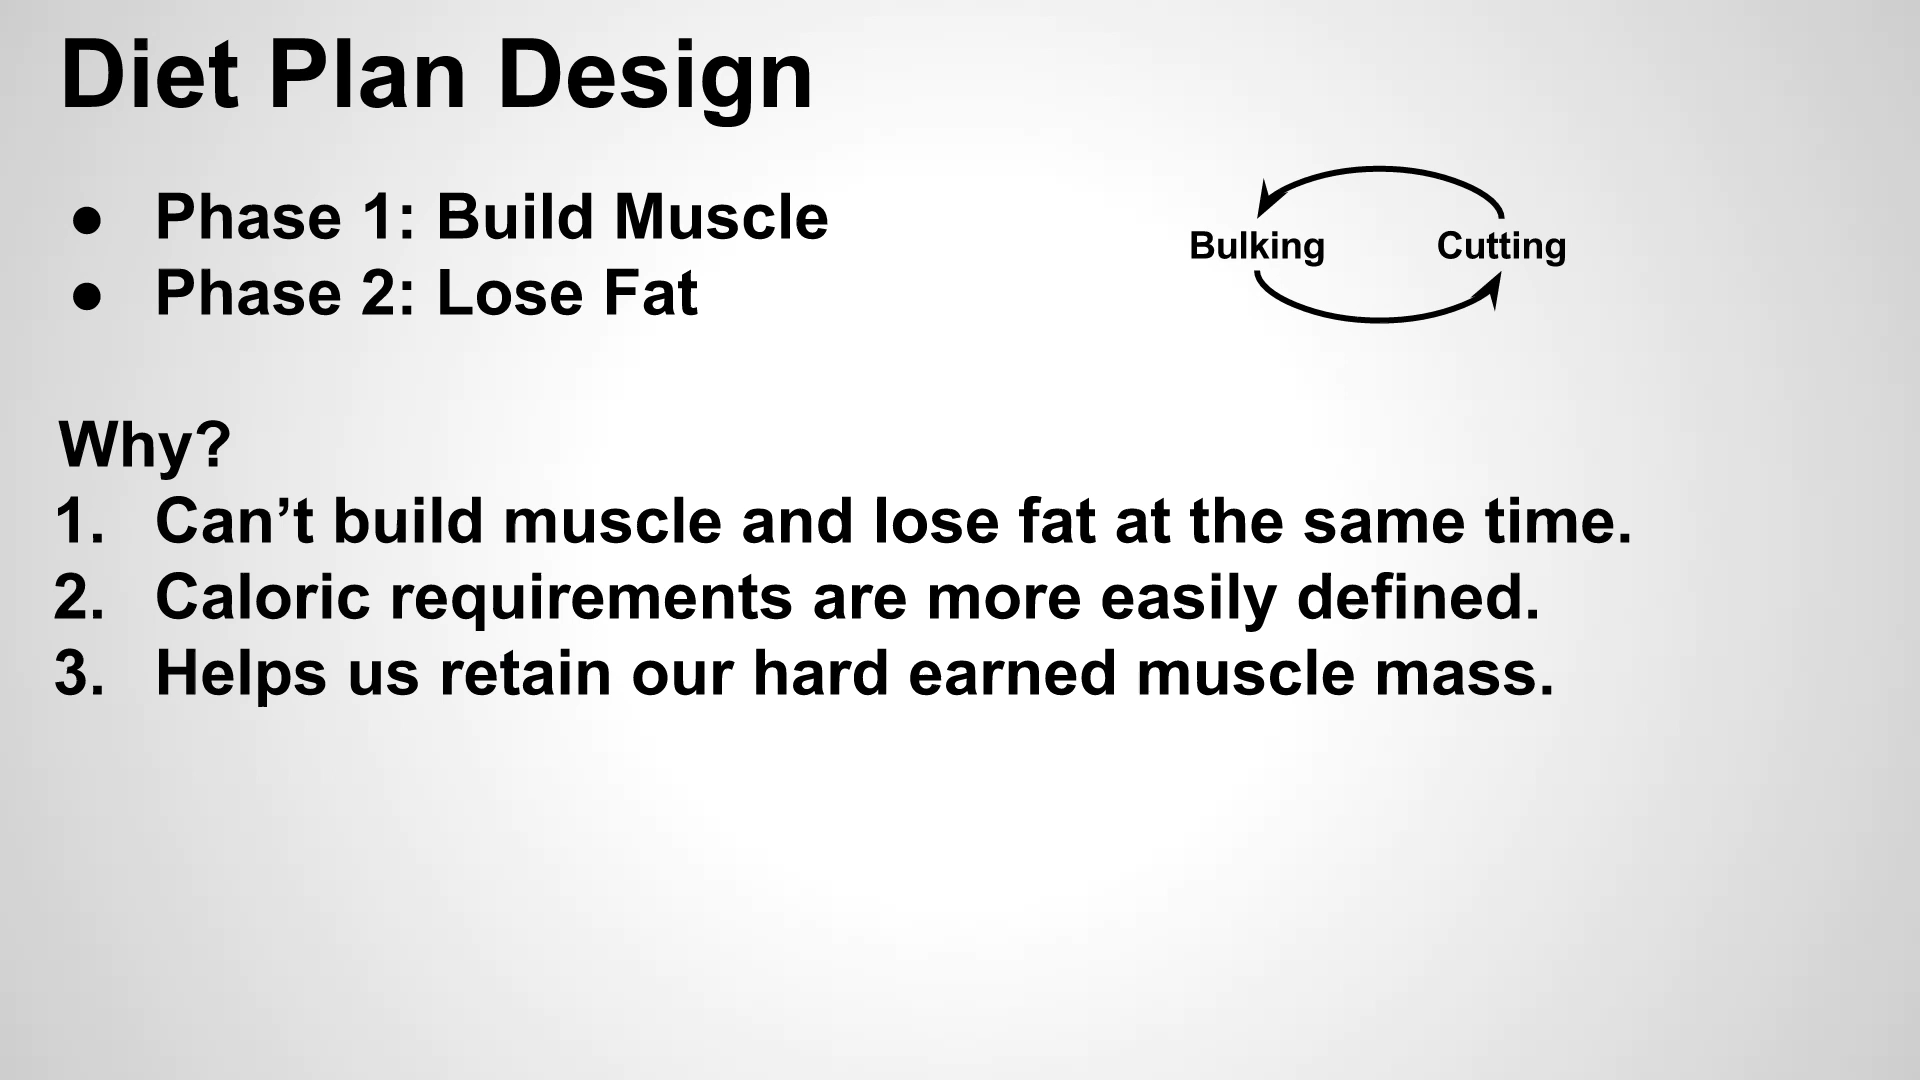 Diet Plan Design
● Phase 1: Build Muscle
● Phase 2: Lose Fat
Bulking Cutting
Why?
1. Can’t build muscle and lose fat at the same time.
2. Caloric requirements are more easily defined.
3. Helps us retain our hard earned muscle mass.